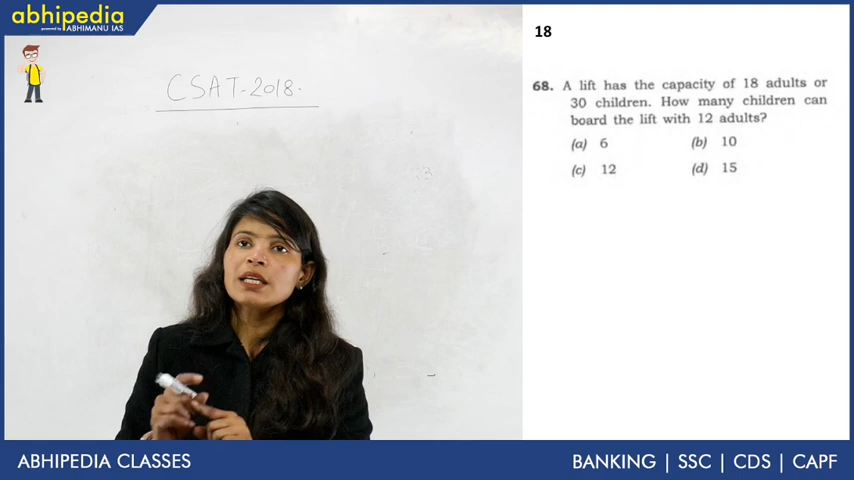 abhipedia
powered by ABHIMANU IAS
CSAT-2018.
18
68. A lift has the capacity of 18 adults or
30 children. How many children can
board the lift with 12 adults?
(a) 6
(b) 10
(c) 12
(d) 15
ABHIPEDIA CLASSES
BANKING | SSC | CDS | CAPF